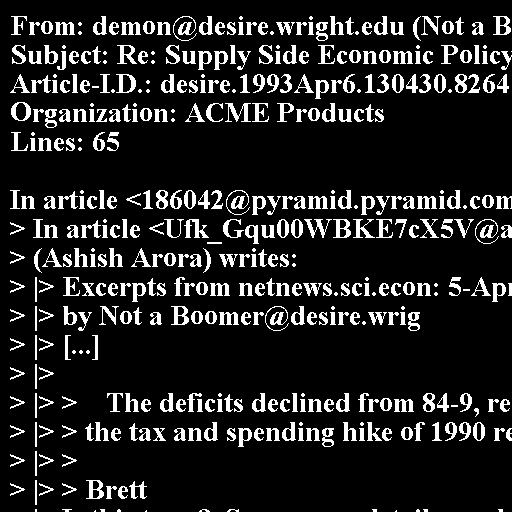 From: demon@desire.wright.edu (Not a B
Subject: Re: Supply Side Economic Policy
Article-I.D.: desire.1993Apr6.130430.8264
Organization: ACME Products
Lines: 65
In article <186042@pyramid.pyramid.com
> In article <Ufk_Gqu00WBKE7cX5V@a
> (Ashish Arora) writes:
> |> Excerpts from netnews.sci.econ: 5-Apr
> |> by Not a Boomer@desire.wrig
> |> [...]
> |>
> |> > The deficits declined from 84-9, re
> |> > the tax and spending hike of 1990 re
> |> >
> |> > Brett